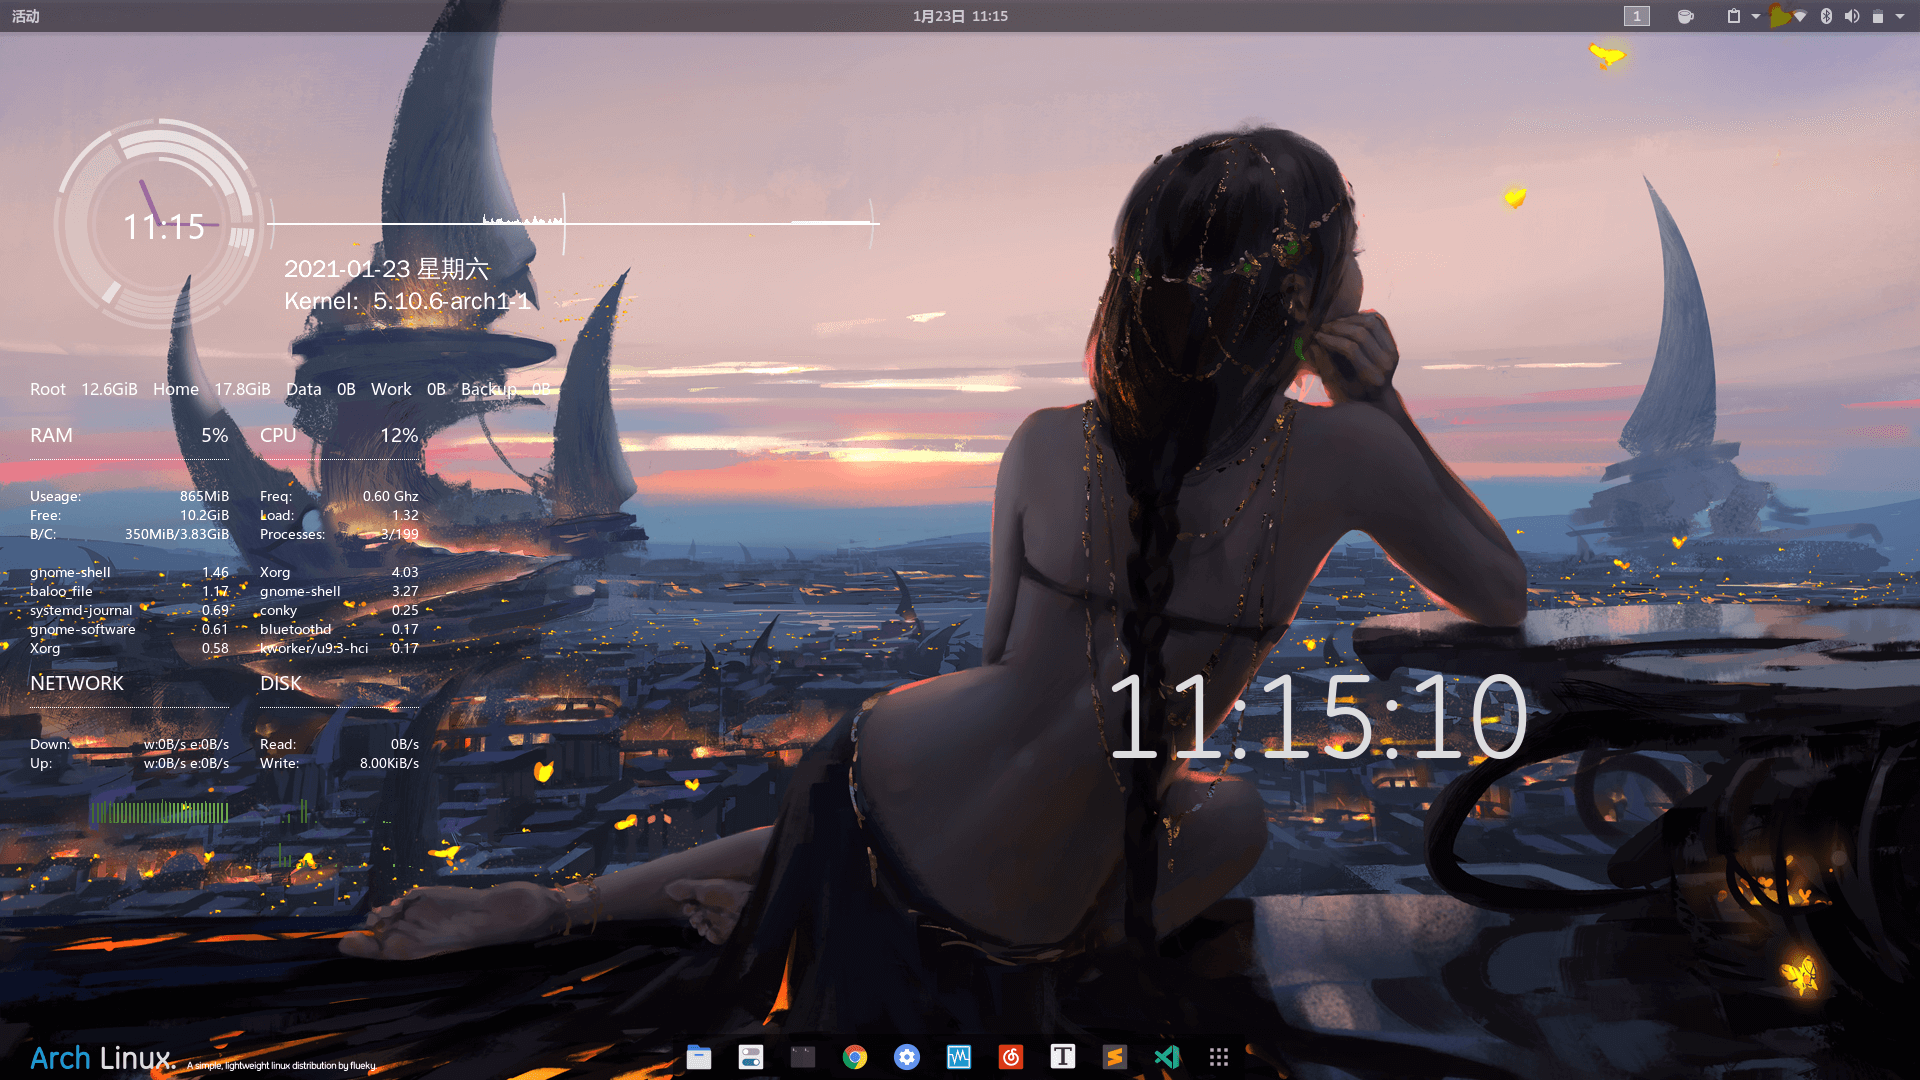 活动
1月23日 11:15
1
11:15
2021-01-23 星期六
Kernel: 5.10.6-arch1-1
Root 12.6GiB Home 17.8GiB Data 0B Work 0B Backup 0B
RAM 5% CPU 12%
Useage: 865MiB Freq: 0.60 Ghz
Free: 10.2GiB Load: 1.32
B/C: 350MiB/3.83GiB Processes: 3/199
gnome-shell 1.46 Xorg 4.03
baloo_file 1.17 gnome-shell 3.27
systemd-journal 0.69 conky 0.25
gnome-software 0.61 bluetoothd 0.17
Xorg 0.58 kworker/u9:3-hci 0.17
NETWORK DISK
11:15:10
Down: w:0B/s e:0B/s Read: 0B/s
Up: w:0B/s e:0B/s Write: 8.00KiB/s
Arch Linux. A simple, lightweight linux distribution by flueky.
T